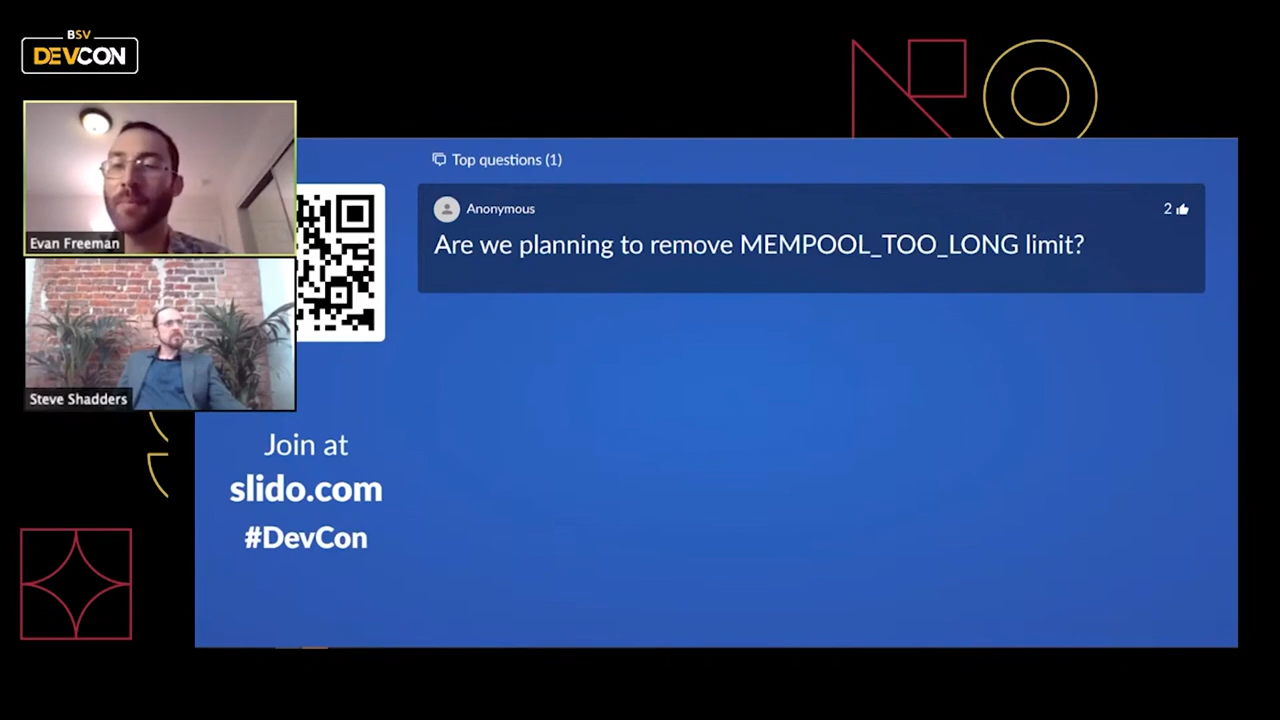 BSV
DEVCON
Evan Freeman
Steve Shadders
Top questions (1)
Anonymous
2
Are we planning to remove MEMPOOL_TOO_LONG limit?
Join at
slido.com
#DevCon